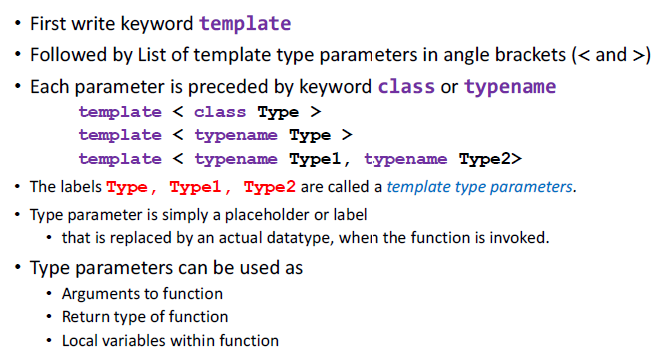 • First write keyword template
• Followed by List of template type parameters in angle brackets (< and >)
• Each parameter is preceded by keyword class or typename
template < class Type >
template < typename Type >
template < typename Type1, typename Type2>
• The labels Type, Type1, Type2 are called a template type parameters.
• Type parameter is simply a placeholder or label
• that is replaced by an actual datatype, when the function is invoked.
• Type parameters can be used as
• Arguments to function
• Return type of function
• Local variables within function